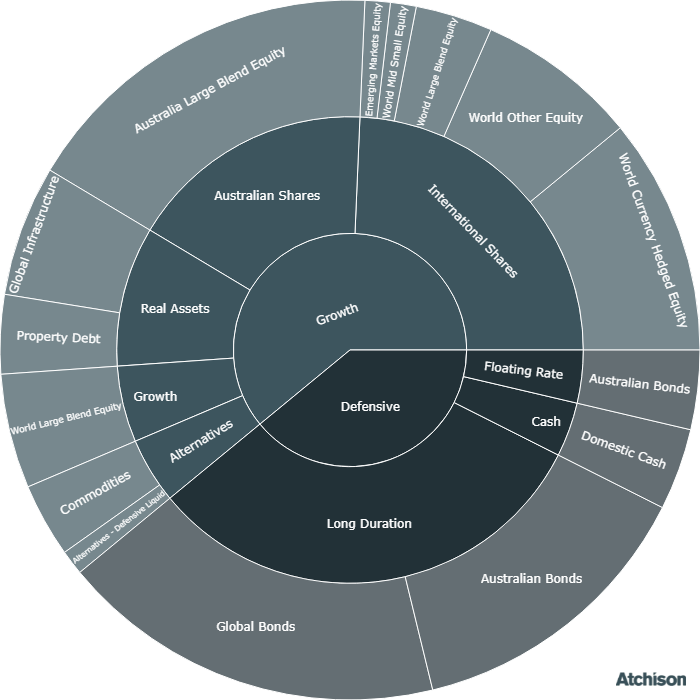 Growth
Defensive
Australian Shares
International Shares
Real Assets
Growth
Alternatives
Floating Rate
Cash
Long Duration
Australia Large Blend Equity
Emerging Markets Equity
World Mid Small Equity
World Large Blend Equity
World Other Equity
World Currency Hedged Equity
Global Infrastructure
Property Debt
World Large Blend Equity
Commodities
Alternatives - Defensive Liquid
Australian Bonds
Domestic Cash
Australian Bonds
Global Bonds
Atchison